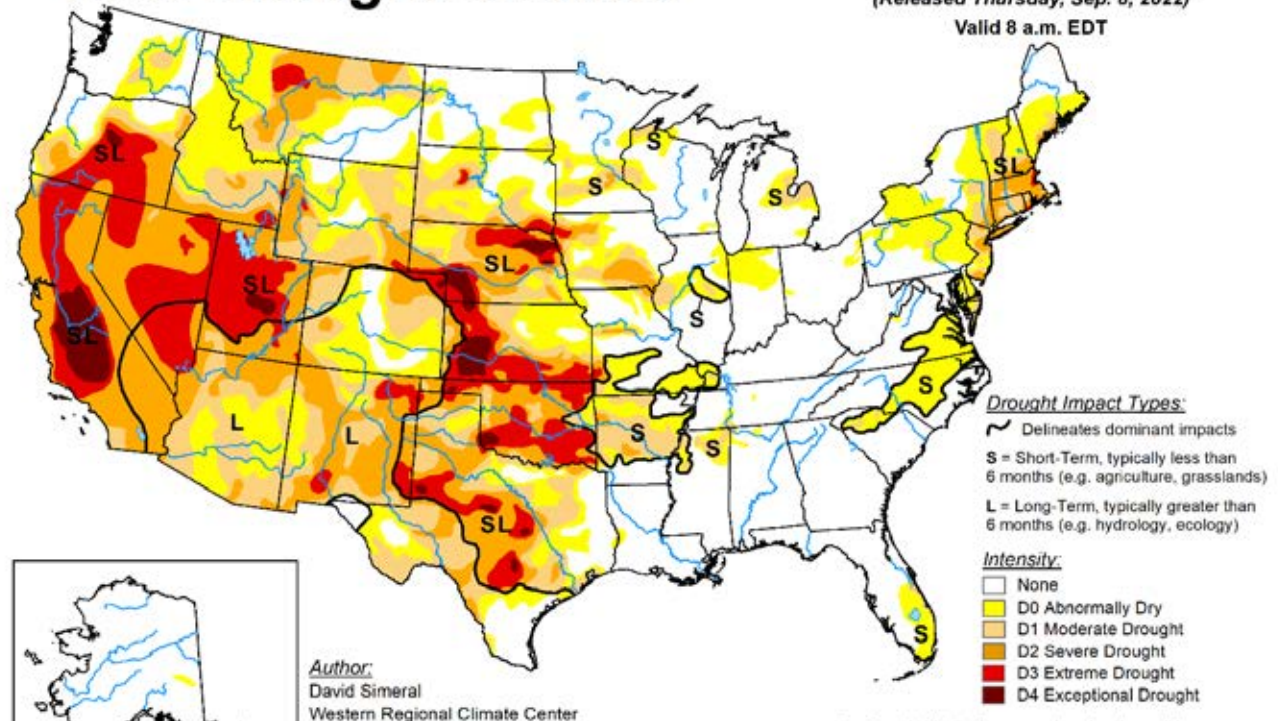 (Released Thursday, Sep. 8, 2022)
Valid 8 a.m. EDT
S
SL
SL
S
S
SL
SL
S
SL
S
L
L
S
S
SL
S
Drought Impact Types:
Delineates dominant impacts
S = Short-Term, typically less than
6 months (e.g. agriculture, grasslands)
L = Long-Term, typically greater than
6 months (e.g. hydrology, ecology)
Intensity:
None
D0 Abnormally Dry
D1 Moderate Drought
D2 Severe Drought
D3 Extreme Drought
D4 Exceptional Drought
Author:
David Simeral
Western Regional Climate Center